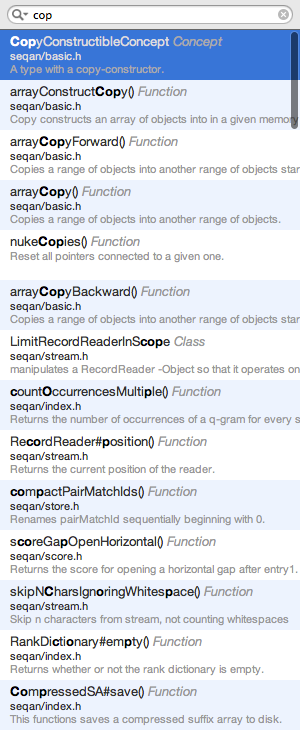 cop
CopyConstructibleConcept Concept
seqan/basic.h
A type with a copy-constructor.
arrayConstructCopy() Function
seqan/basic.h
Copy constructs an array of objects into in a given memory
arrayCopyForward() Function
seqan/basic.h
Copies a range of objects into another range of objects star
arrayCopy() Function
seqan/basic.h
Copies a range of objects into another range of objects.
nukeCopies() Function
Reset all pointers connected to a given one.
arrayCopyBackward() Function
seqan/basic.h
Copies a range of objects into another range of objects star
LimitRecordReaderInScope Class
seqan/stream.h
manipulates a RecordReader -Object so that it operates on
countOccurrencesMultiple() Function
seqan/index.h
Returns the number of occurrences of a q-gram for every s
RecordReader#position() Function
seqan/stream.h
Returns the current position of the reader.
compactPairMatchIds() Function
seqan/store.h
Renames pairMatchId sequentially beginning with 0.
scoreGapOpenHorizontal() Function
seqan/score.h
Returns the score for opening a horizontal gap after entry1.
skipNCharsIgnoringWhitespace() Function
seqan/stream.h
Skip n characters from stream, not counting whitespaces
RankDictionary#empty() Function
seqan/index.h
Returns whether or not the rank dictionary is empty.
CompressedSA#save() Function
seqan/index.h
This functions saves a compressed suffix array to disk.